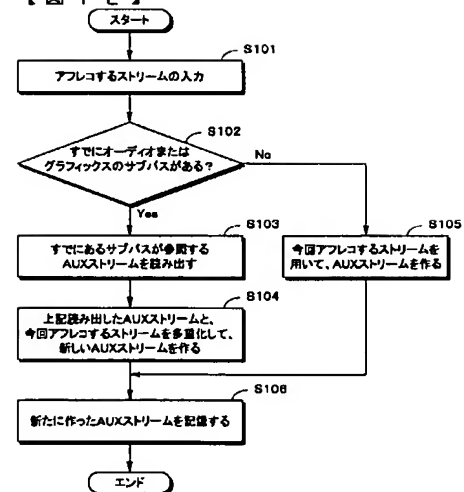 スタート
S101
アフレコするストリームの入力
S102
すでにオーディオまたは
グラフィックスのサブパスがある？
No
Yes
S103
すでにあるサブパスが参照する
AUXストリームを読み出す
S105
今回アフレコするストリームを
用いて、AUXストリームを作る
S104
上記読み出したAUXストリームと、
今回アフレコするストリームを多重化して、
新しいAUXストリームを作る
S106
新たに作ったAUXストリームを記憶する
エンド